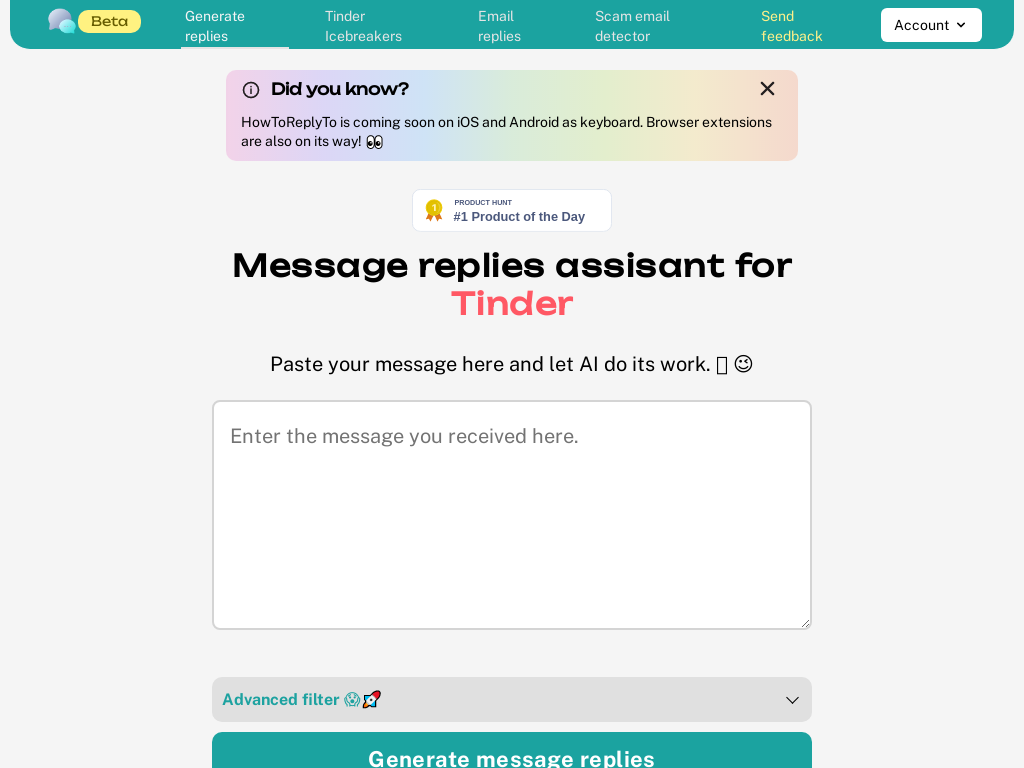 Beta
Generate replies
Tinder Icebreakers
Email replies
Scam email detector
Send feedback
Account
Did you know?
HowToReplyTo is coming soon on iOS and Android as keyboard. Browser extensions
are also on its way! 👀
1
PRODUCT HUNT
#1 Product of the Day
Message replies assisant for
Tinder
Paste your message here and let AI do its work. 😉
Enter the message you received here.
Advanced filter 😱🚀
Generate message replies